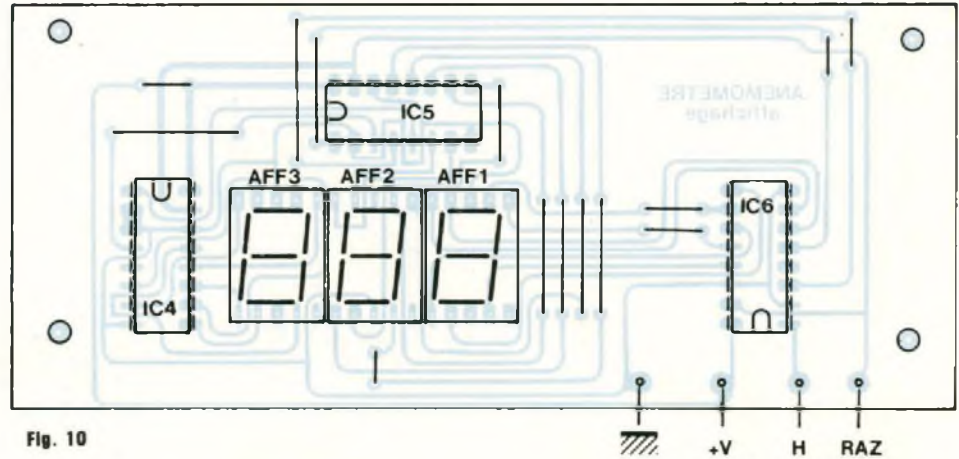 ANEMOMETRE
affichage
IC5
AFF3 AFF2 AFF1
IC6
IC4
Fig. 10
+V H RAZ